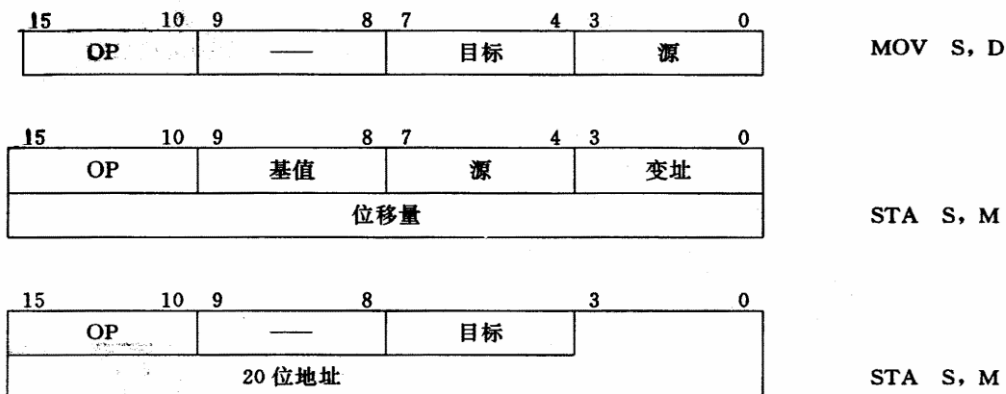 15 10 9 8 7 4 3 0
OP —— 目标 源 MOV S, D
15 10 9 8 7 4 3 0
OP 基值 源 变址
位移量 STA S, M
15 10 9 8 3 0
OP —— 目标
20 位地址 STA S, M